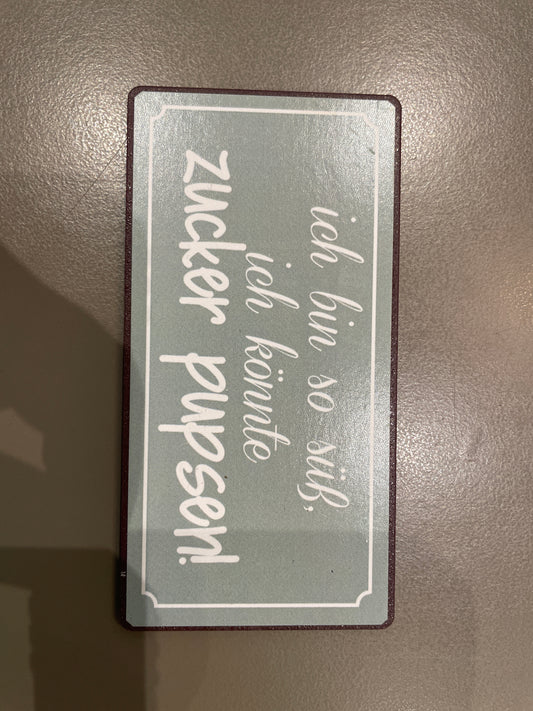 ich bin so süß,
ich könnte
zucker pupsen!